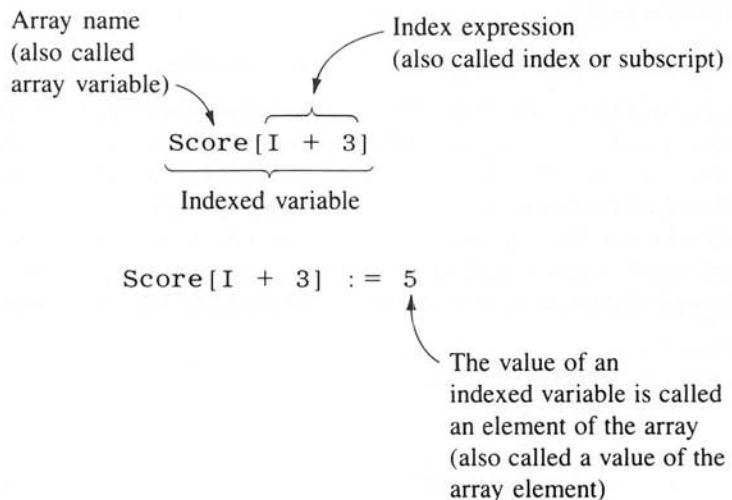 Array name
(also called
array variable)
Index expression
(also called index or subscript)
Score[I + 3]
Indexed variable
Score[I + 3] := 5
The value of an
indexed variable is called
an element of the array
(also called a value of the
array element)